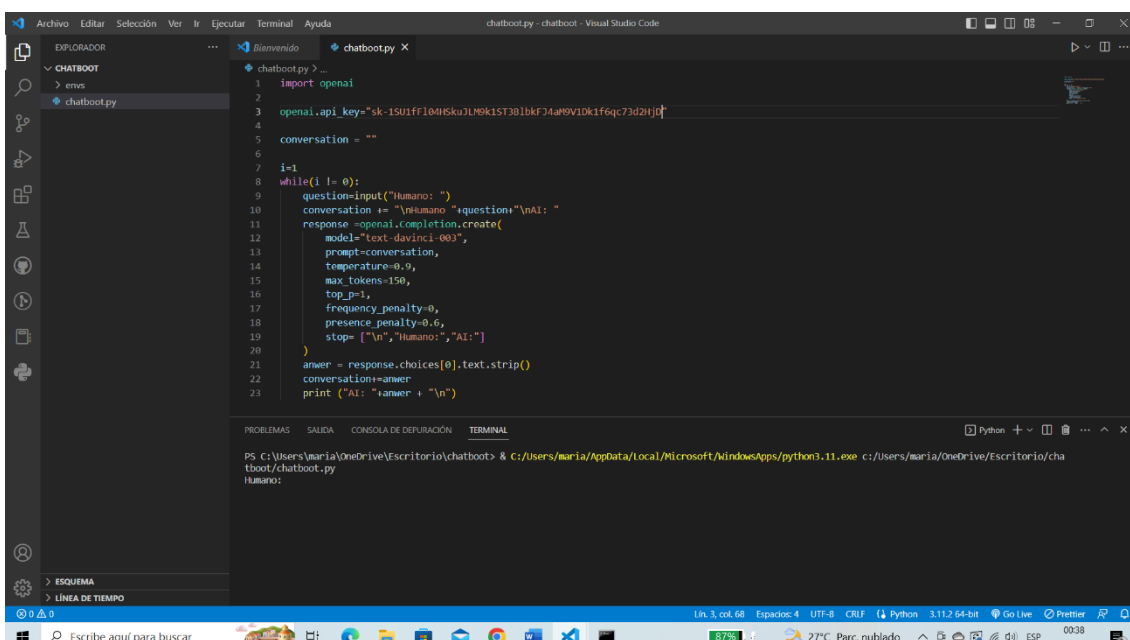 Archivo Editar Selección Ver Ir Ejecutar Terminal Ayuda
chatboot.py - chatboot - Visual Studio Code
EXPLORADOR
CHATBOOT
envs
chatboot.py
Bienvenido
chatboot.py
chatboot.py > ...
1 import openai
2
3 openai.api_key=
4
5 conversation = ""
6
7 i=1
8 while(i != 0):
9 question=input("Humano: ")
10 conversation += "\nHumano "+question+"\nAI: "
11 response =openai.Completion.create(
12 model="text-davinci-003",
13 prompt=conversation,
14 temperature=0.9,
15 max_tokens=150,
16 top_p=1,
17 frequency_penalty=0,
18 presence_penalty=0.6,
19 stop= ["\n","Humano:","AI:"]
20 )
21 anwer = response.choices[0].text.strip()
22 conversation+=anwer
23 print ("AI: "+anwer + "\n")
PROBLEMAS SALIDA CONSOLA DE DEPURACIÓN TERMINAL
Python
PS C:\Users\maria\OneDrive\Escritorio\chatboot> & C:/Users/maria/AppData/Local/Microsoft/WindowsApps/python3.11.exe c:/Users/maria/OneDrive/Escritorio/cha
tboot/chatboot.py
Humano:
ESQUEMA
LÍNEA DE TIEMPO
0 0
Lín. 3, col. 68 Espacios: 4 UTF-8 CRLF Python 3.11.2 64-bit Go Live Prettier
Escribe aquí para buscar
87%
27°C Parc. nublado
ESP
00:38